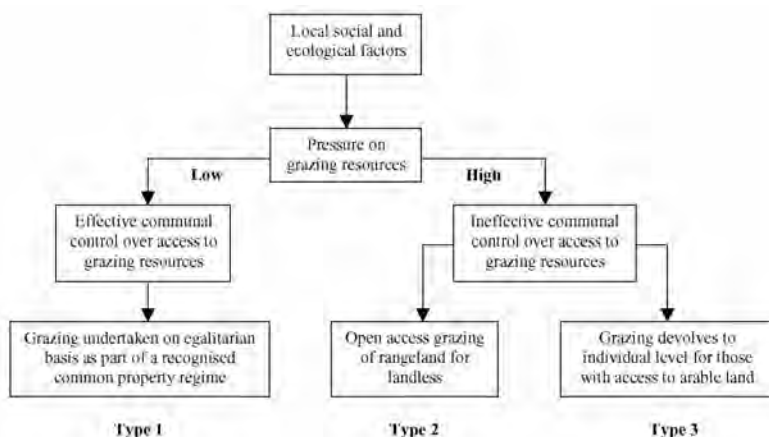 Local social and
ecological factors
Pressure on
grazing resources
Low
High
Effective communal
control over access to
grazing resources
Ineffective communal
control over access to
grazing resources
Grazing undertaken on egalitarian
basis as part of a recognised
common property regime
Open access grazing
of rangeland for
landless
Grazing devolves to
individual level for those
with access to arable land
Type 1
Type 2
Type 3